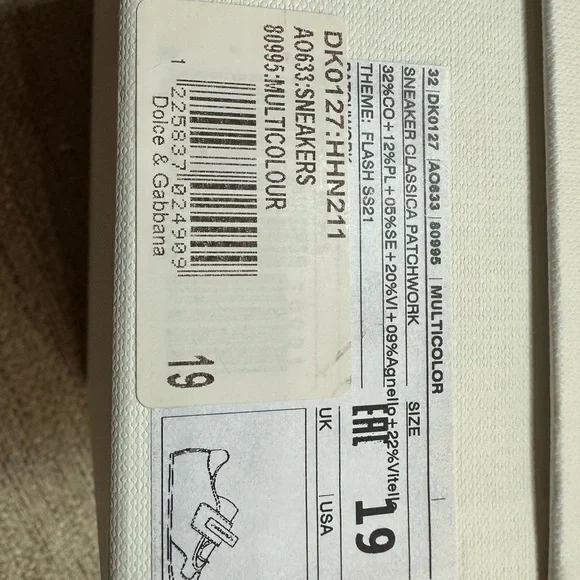 DK0127:HHN211
AO633:SNEAKERS
80995:MULTICOLOUR
1 225837 024909
Dolce & Gabbana
19
32 | DK0127 | AO633 | 80995 | MULTICOLOR
SNEAKER CLASSICA PATCHWORK
32%CO+12%PL+05%SE+20%VI+09%Agnello+22%Vitello
THEME: FLASH SS21
SIZE
EAC 19
UK | USA